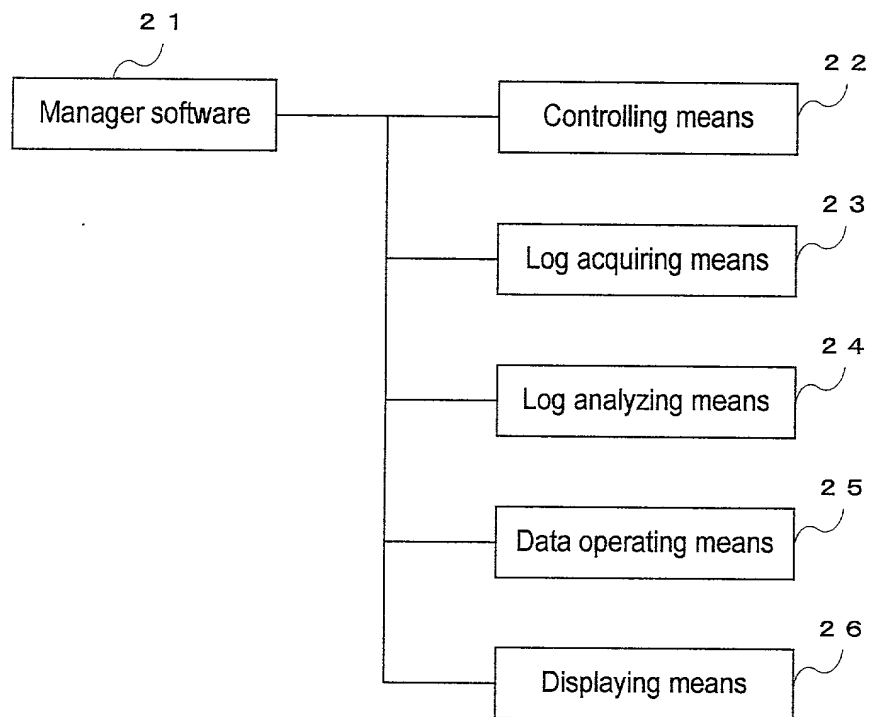 21
Manager software
22
Controlling means
23
Log acquiring means
24
Log analyzing means
25
Data operating means
26
Displaying means